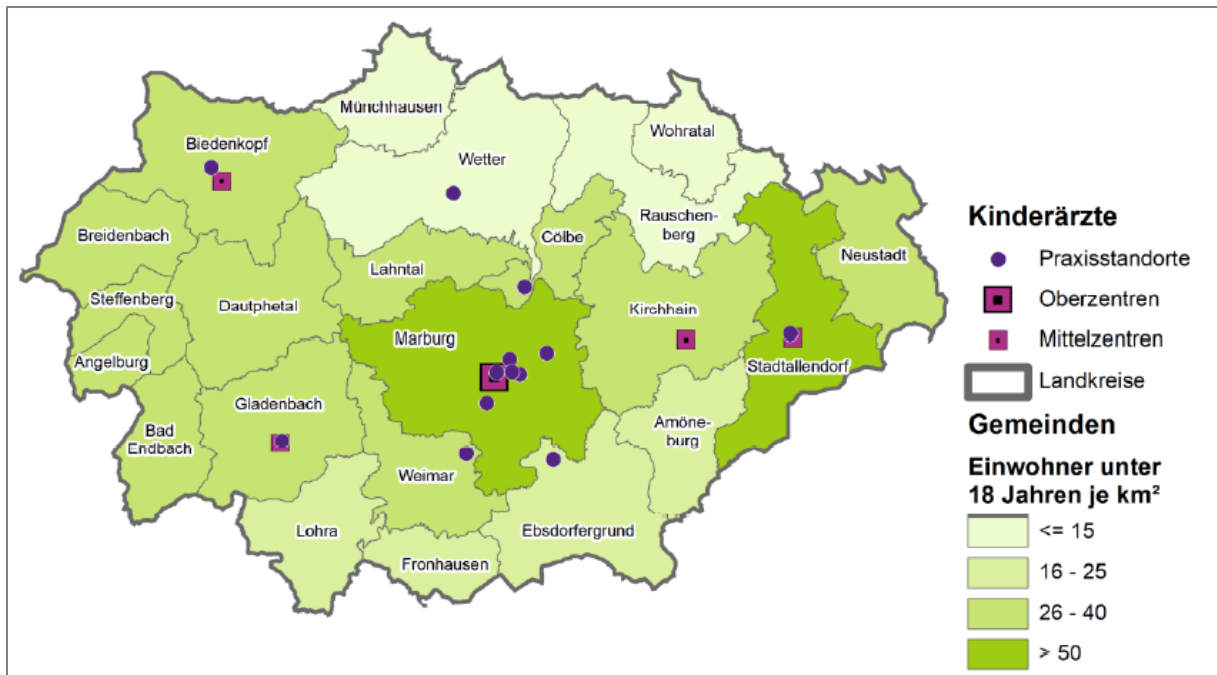 Münchhausen
Wohratal
Biedenkopf
Wetter
Rauschen-
berg
Breidenbach
Cölbe
Neustadt
Lahntal
Steffenberg
Dautphetal
Kirchhain
Marburg
Angelburg
Stadtallendorf
Gladenbach
Amöne-
burg
Bad
Endbach
Weimar
Lohra
Ebsdorfergrund
Fronhausen
Kinderärzte
Praxisstandorte
Oberzentren
Mittelzentren
Landkreise
Gemeinden
Einwohner unter
18 Jahren je km²
<= 15
16 - 25
26 - 40
> 50